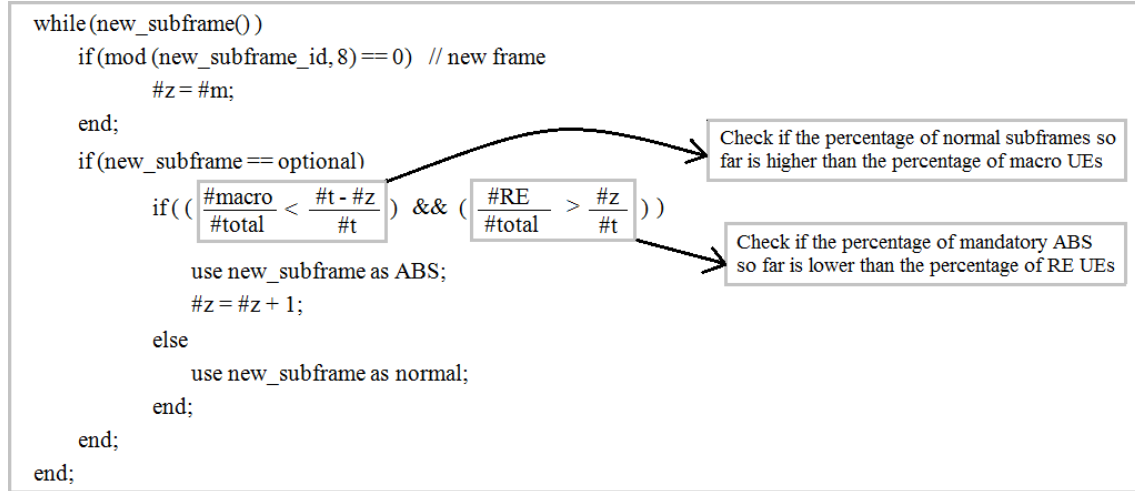 while(new_subframe())
if(mod (new_subframe_id, 8) == 0) // new frame
#z = #m;
end;
if(new_subframe == optional)
if( ( #macro/#total < #t - #z/#t ) && ( #RE/#total > #z/#t ) )
use new_subframe as ABS;
#z = #z + 1;
else
use new_subframe as normal;
end;
end;
end;
Check if the percentage of normal subframes so
far is higher than the percentage of macro UEs
Check if the percentage of mandatory ABS
so far is lower than the percentage of RE UEs